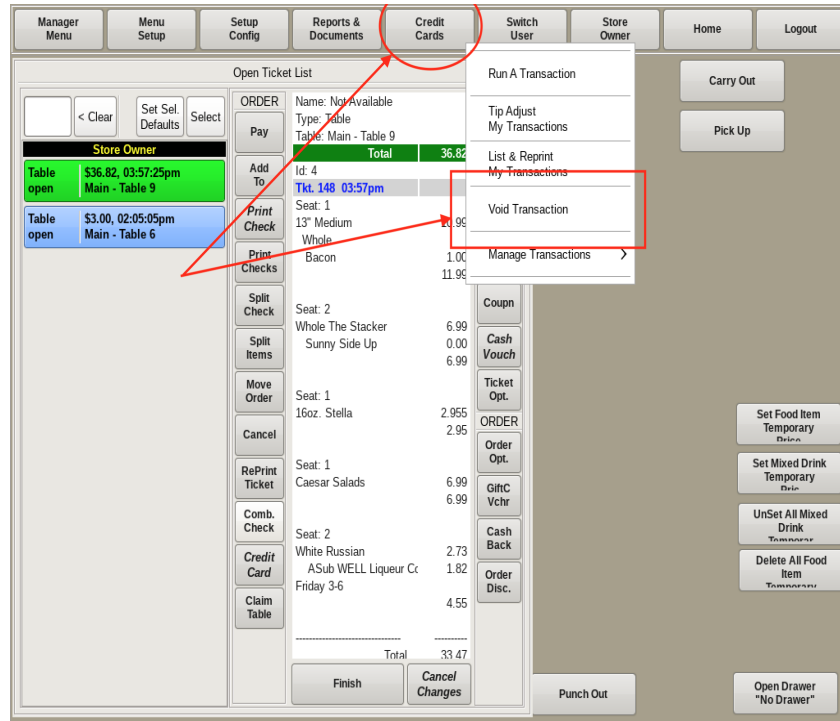 Manager
Menu
Menu
Setup
Setup
Config
Reports &
Documents
Credit
Cards
Switch
User
Store
Owner
Home
Logout
Open Ticket List
< Clear
Set Sel.
Defaults
Select
Store Owner
Table
open
$36.82, 03:57:25pm
Main - Table 9
Table
open
$3.00, 02:05:05pm
Main - Table 6
ORDER
Pay
Add
To
Print
Check
Print
Checks
Split
Check
Split
Items
Move
Order
Cancel
RePrint
Ticket
Comb.
Check
Credit
Card
Claim
Table
Name: Not Available
Type: Table
Table: Main - Table 9
Total 36.82
Id: 4
Tkt. 148 03:57pm
Seat: 1
13" Medium 10.99
Whole
Bacon 1.00
11.99
Seat: 2
Whole The Stacker 6.99
Sunny Side Up 0.00
6.99
Seat: 1
16oz. Stella 2.955
2.95
Seat: 1
Caesar Salads 6.99
6.99
Seat: 2
White Russian 2.73
ASub WELL Liqueur Co 1.82
Friday 3-6
4.55
-------------------------------- ----------
Total 33.47
Finish
Cancel
Changes
Run A Transaction
Tip Adjust
My Transactions
List & Reprint
My Transactions
Void Transaction
Manage Transactions >
Coupn
Cash
Vouch
Ticket
Opt.
ORDER
Order
Opt.
GiftC
Vchr
Cash
Back
Order
Disc.
Carry Out
Pick Up
Set Food Item
Temporary
Price
Set Mixed Drink
Temporary
Pric
UnSet All Mixed
Drink
Temporar
Delete All Food
Item
Temporary
Punch Out
Open Drawer
"No Drawer"